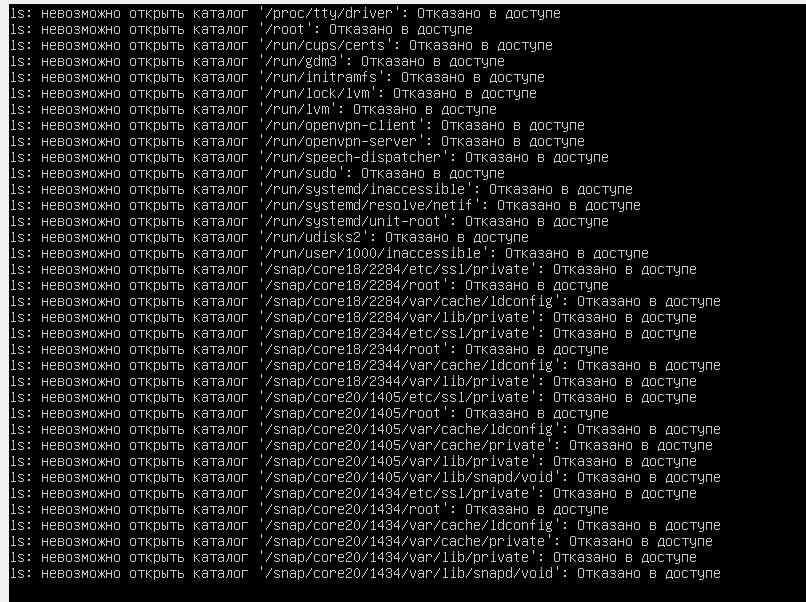 ls: невозможно открыть каталог '/proc/tty/driver': Отказано в доступе
ls: невозможно открыть каталог '/root': Отказано в доступе
ls: невозможно открыть каталог '/run/cups/certs': Отказано в доступе
ls: невозможно открыть каталог '/run/gdm3': Отказано в доступе
ls: невозможно открыть каталог '/run/initramfs': Отказано в доступе
ls: невозможно открыть каталог '/run/lock/lvm': Отказано в доступе
ls: невозможно открыть каталог '/run/lvm': Отказано в доступе
ls: невозможно открыть каталог '/run/openvpn-client': Отказано в доступе
ls: невозможно открыть каталог '/run/openvpn-server': Отказано в доступе
ls: невозможно открыть каталог '/run/speech-dispatcher': Отказано в доступе
ls: невозможно открыть каталог '/run/sudo': Отказано в доступе
ls: невозможно открыть каталог '/run/systemd/inaccessible': Отказано в доступе
ls: невозможно открыть каталог '/run/systemd/resolve/netif': Отказано в доступе
ls: невозможно открыть каталог '/run/systemd/unit-root': Отказано в доступе
ls: невозможно открыть каталог '/run/udisks2': Отказано в доступе
ls: невозможно открыть каталог '/run/user/1000/inaccessible': Отказано в доступе
ls: невозможно открыть каталог '/snap/core18/2284/etc/ssl/private': Отказано в доступе
ls: невозможно открыть каталог '/snap/core18/2284/root': Отказано в доступе
ls: невозможно открыть каталог '/snap/core18/2284/var/cache/ldconfig': Отказано в доступе
ls: невозможно открыть каталог '/snap/core18/2284/var/lib/private': Отказано в доступе
ls: невозможно открыть каталог '/snap/core18/2344/etc/ssl/private': Отказано в доступе
ls: невозможно открыть каталог '/snap/core18/2344/root': Отказано в доступе
ls: невозможно открыть каталог '/snap/core18/2344/var/cache/ldconfig': Отказано в доступе
ls: невозможно открыть каталог '/snap/core18/2344/var/lib/private': Отказано в доступе
ls: невозможно открыть каталог '/snap/core20/1405/etc/ssl/private': Отказано в доступе
ls: невозможно открыть каталог '/snap/core20/1405/root': Отказано в доступе
ls: невозможно открыть каталог '/snap/core20/1405/var/cache/ldconfig': Отказано в доступе
ls: невозможно открыть каталог '/snap/core20/1405/var/cache/private': Отказано в доступе
ls: невозможно открыть каталог '/snap/core20/1405/var/lib/private': Отказано в доступе
ls: невозможно открыть каталог '/snap/core20/1405/var/lib/snapd/void': Отказано в доступе
ls: невозможно открыть каталог '/snap/core20/1434/etc/ssl/private': Отказано в доступе
ls: невозможно открыть каталог '/snap/core20/1434/root': Отказано в доступе
ls: невозможно открыть каталог '/snap/core20/1434/var/cache/ldconfig': Отказано в доступе
ls: невозможно открыть каталог '/snap/core20/1434/var/cache/private': Отказано в доступе
ls: невозможно открыть каталог '/snap/core20/1434/var/lib/private': Отказано в доступе
ls: невозможно открыть каталог '/snap/core20/1434/var/lib/snapd/void': Отказано в доступе